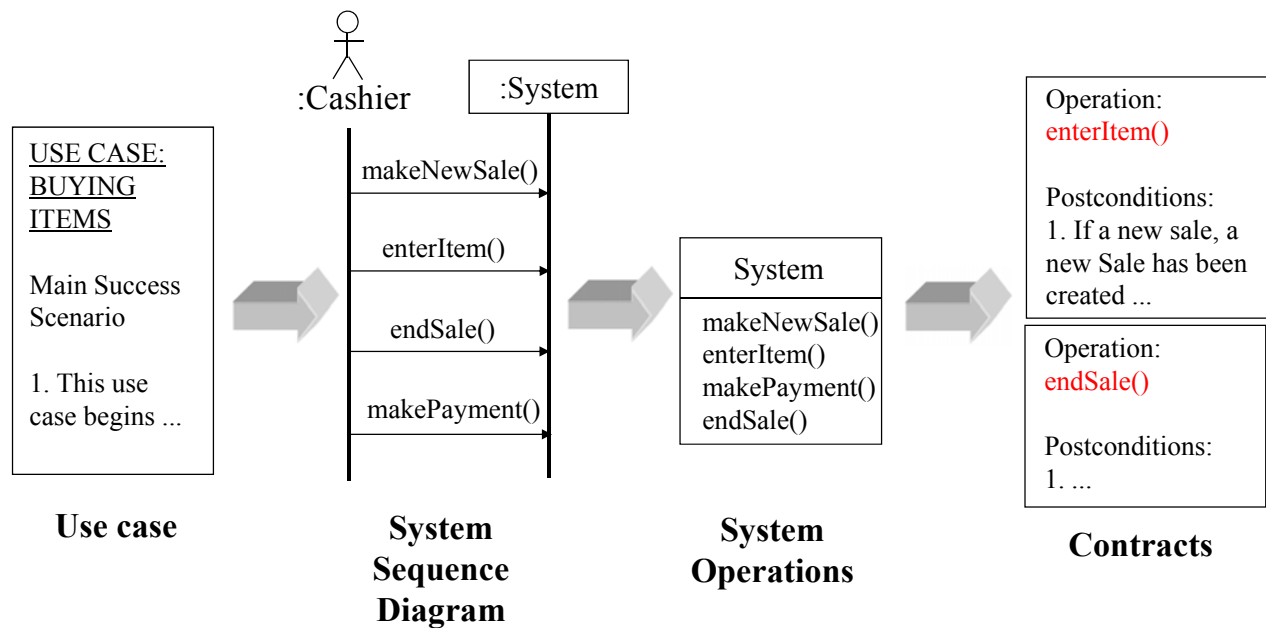 USE CASE:
BUYING
ITEMS
Main Success
Scenario
1. This use
case begins ...
Use case
:Cashier
:System
makeNewSale()
enterItem()
endSale()
makePayment()
System
Sequence
Diagram
System
makeNewSale()
enterItem()
makePayment()
endSale()
System
Operations
Operation:
enterItem()
Postconditions:
1. If a new sale, a
new Sale has been
created ...
Operation:
endSale()
Postconditions:
1. ...
Contracts